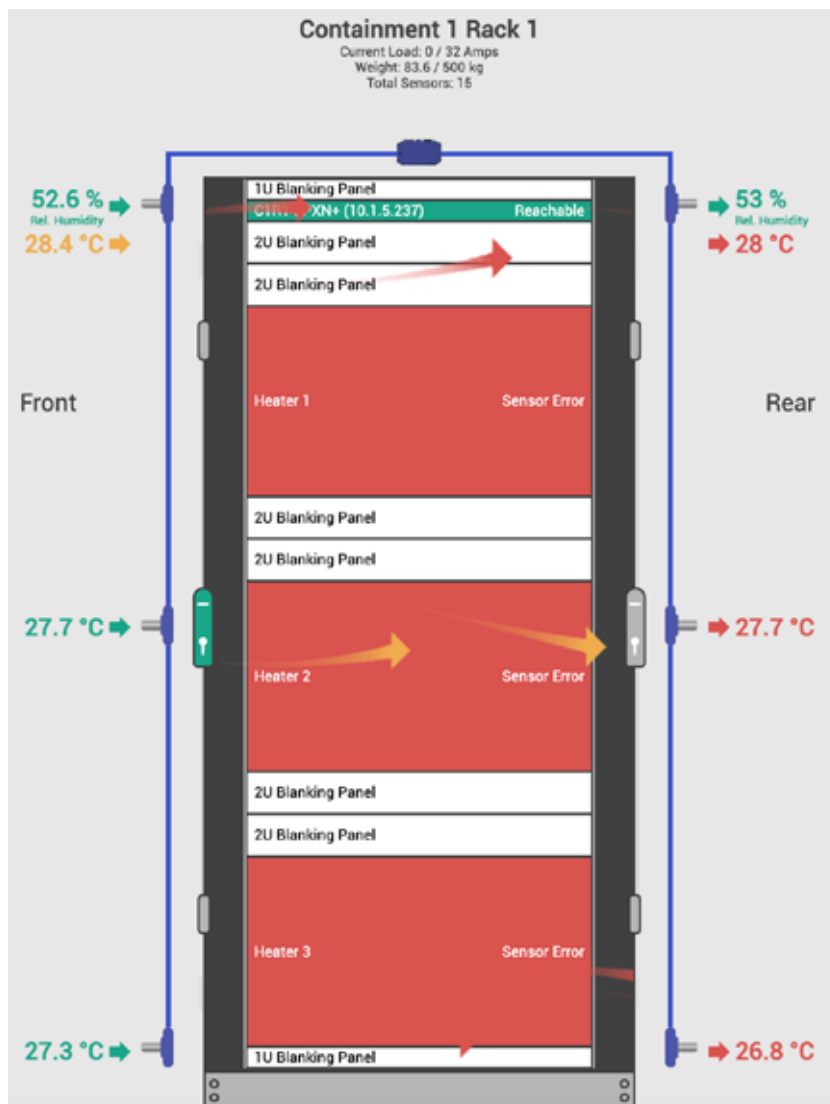 Containment 1 Rack 1
Current Load: 0 / 32 Amps
Weight: 83.6 / 500 kg
Total Sensors: 15
1U Blanking Panel
52.6 %
Rel. Humidity
XN+ (10.1.5.237) Reachable
53 %
Rel. Humidity
28.4 °C
2U Blanking Panel
28 °C
2U Blanking Panel
Front
Heater 1 Sensor Error
Rear
2U Blanking Panel
2U Blanking Panel
27.7 °C
27.7 °C
Heater 2 Sensor Error
2U Blanking Panel
2U Blanking Panel
Heater 3 Sensor Error
27.3 °C
1U Blanking Panel
26.8 °C